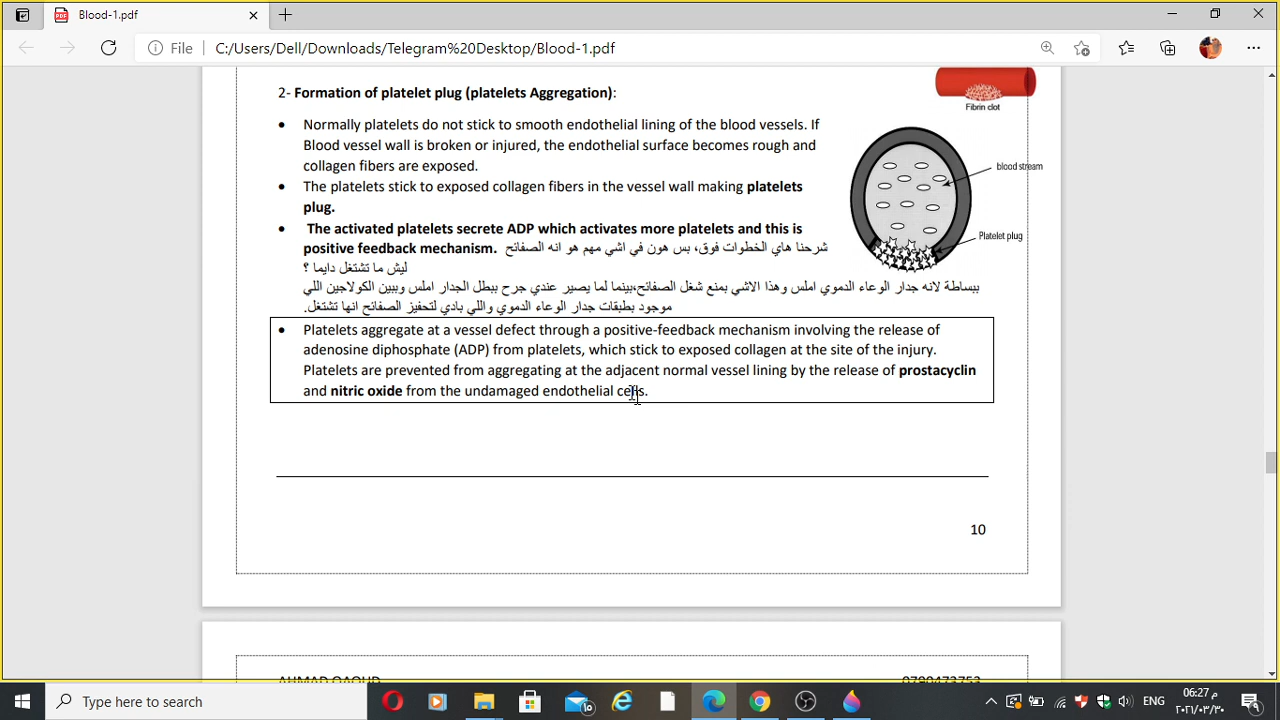 Blood-1.pdf
File
C:/Users/Dell/Downloads/Telegram%20Desktop/Blood-1.pdf
2- Formation of platelet plug (platelets Aggregation):
Fibrin clot
• Normally platelets do not stick to smooth endothelial lining of the blood vessels. If
Blood vessel wall is broken or injured, the endothelial surface becomes rough and
collagen fibers are exposed.
blood stream
• The platelets stick to exposed collagen fibers in the vessel wall making platelets
plug.
• The activated platelets secrete ADP which activates more platelets and this is
Platelet plug
positive feedback mechanism. شرحنا هاي الخطوات فوق، بس هون في اشي مهم هو انه الصفائح
ليش ما تشتغل دايما ؟
ببساطة لانه جدار الوعاء الدموي املس وهذا الاشي بمنع شغل الصفائح،بينما لما يصير عندي جرح ببطل الجدار املس وببين الكولاجين اللي
موجود بطبقات جدار الوعاء الدموي واللي بادي لتحفيز الصفائح انها تشتغل.
• Platelets aggregate at a vessel defect through a positive-feedback mechanism involving the release of
adenosine diphosphate (ADP) from platelets, which stick to exposed collagen at the site of the injury.
Platelets are prevented from aggregating at the adjacent normal vessel lining by the release of prostacyclin
and nitric oxide from the undamaged endothelial cells.
10
AHMAD QAOUD
0790473753
Type here to search
ENG
06:27 م
٢٠٢١/٠٣/٣٠